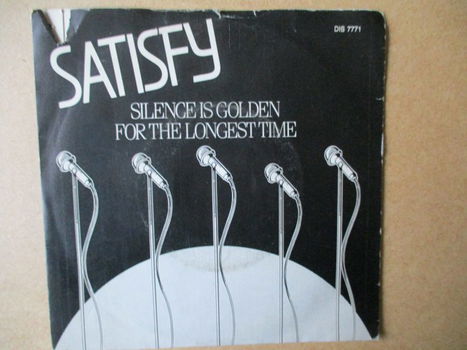 SATISFY
DIS 7771
SILENCE IS GOLDEN
FOR THE LONGEST TIME